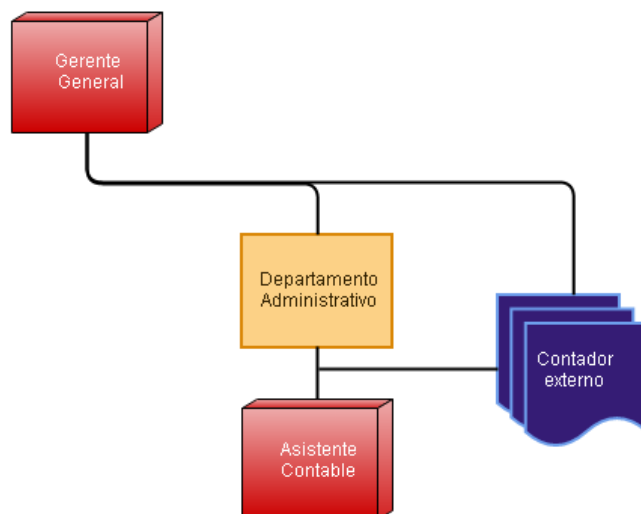 Gerente
General
Departamento
Administrativo
Contador
externo
Asistente
Contable